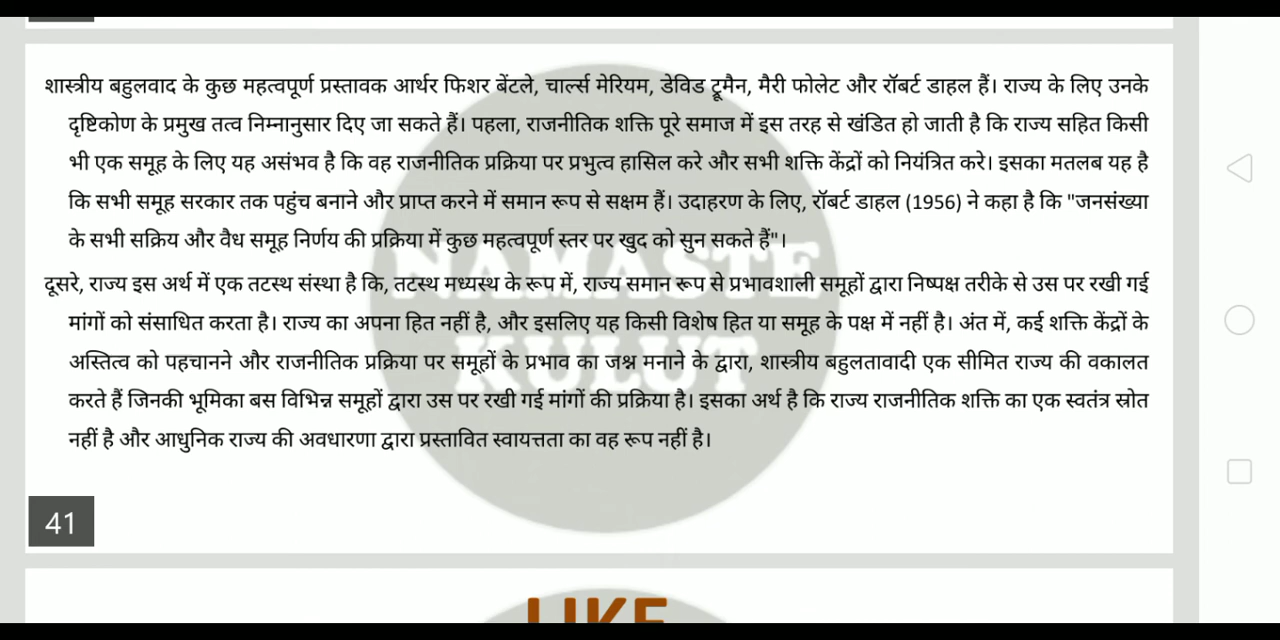 शास्त्रीय बहुलवाद के कुछ महत्वपूर्ण प्रस्तावक आर्थर फिशर बेंटले, चार्ल्स मेरियम, डेविड ट्रूमैन, मैरी फोलेट और रॉबर्ट डाहल हैं। राज्य के लिए उनके
दृष्टिकोण के प्रमुख तत्व निम्नानुसार दिए जा सकते हैं। पहला, राजनीतिक शक्ति पूरे समाज में इस तरह से खंडित हो जाती है कि राज्य सहित किसी
भी एक समूह के लिए यह असंभव है कि वह राजनीतिक प्रक्रिया पर प्रभुत्व हासिल करे और सभी शक्ति केंद्रों को नियंत्रित करे। इसका मतलब यह है
कि सभी समूह सरकार तक पहुंच बनाने और प्राप्त करने में समान रूप से सक्षम हैं। उदाहरण के लिए, रॉबर्ट डाहल (1956) ने कहा है कि "जनसंख्या
के सभी सक्रिय और वैध समूह निर्णय की प्रक्रिया में कुछ महत्वपूर्ण स्तर पर खुद को सुन सकते हैं"।
दूसरे, राज्य इस अर्थ में एक तटस्थ संस्था है कि, तटस्थ मध्यस्थ के रूप में, राज्य समान रूप से प्रभावशाली समूहों द्वारा निष्पक्ष तरीके से उस पर रखी गई
मांगों को संसाधित करता है। राज्य का अपना हित नहीं है, और इसलिए यह किसी विशेष हित या समूह के पक्ष में नहीं है। अंत में, कई शक्ति केंद्रों के
अस्तित्व को पहचानने और राजनीतिक प्रक्रिया पर समूहों के प्रभाव का जश्न मनाने के द्वारा, शास्त्रीय बहुलतावादी एक सीमित राज्य की वकालत
करते हैं जिनकी भूमिका बस विभिन्न समूहों द्वारा उस पर रखी गई मांगों की प्रक्रिया है। इसका अर्थ है कि राज्य राजनीतिक शक्ति का एक स्वतंत्र स्रोत
नहीं है और आधुनिक राज्य की अवधारणा द्वारा प्रस्तावित स्वायत्तता का वह रूप नहीं है।
NAMASTE
KULUT
41
LIKE